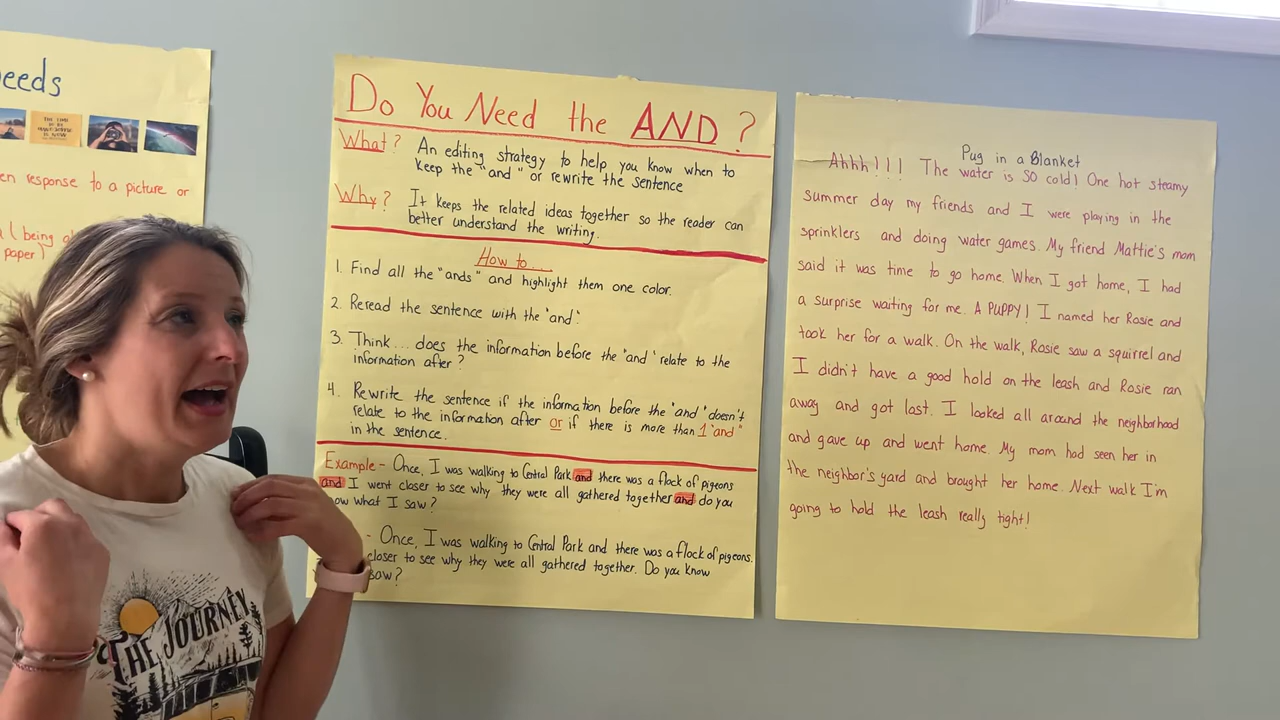 eeds
THE TIME
IS NOW
en response to a picture or
(being
paper)
Do You Need the AND?
What? An editing strategy to help you know when to
keep the "and" or rewrite the sentence
Why? It keeps the related ideas together so the reader can
better understand the writing.
How to....
1. Find all the "ands" and highlight them one color.
2. Reread the sentence with the "and".
3. Think... does the information before the "and" relate to the
information after?
4. Rewrite the sentence if the information before the "and" doesn't
relate to the information after or if there is more than 1 "and"
in the sentence.
Example - Once, I was walking to Central Park and there was a flock of pigeons
and I went closer to see why they were all gathered together and do you
ow what I saw?
- Once, I was walking to Central Park and there was a flock of pigeons.
closer to see why they were all gathered together. Do you know
saw?
Pug in a Blanket
Ahhh!!! The water is SO cold! One hot steamy
summer day my friends and I were playing in the
sprinklers and doing water games. My friend Mattie's mom
said it was time to go home. When I got home, I had
a surprise waiting for me. A PUPPY! I named her Rosie and
took her for a walk. On the walk, Rosie saw a squirrel and
I didn't have a good hold on the leash and Rosie ran
away and got lost. I looked all around the neighborhood
and gave up and went home. My mom had seen her in
the neighbor's yard and brought her home. Next walk I'm
going to hold the leash really tight!
THE JOURNEY